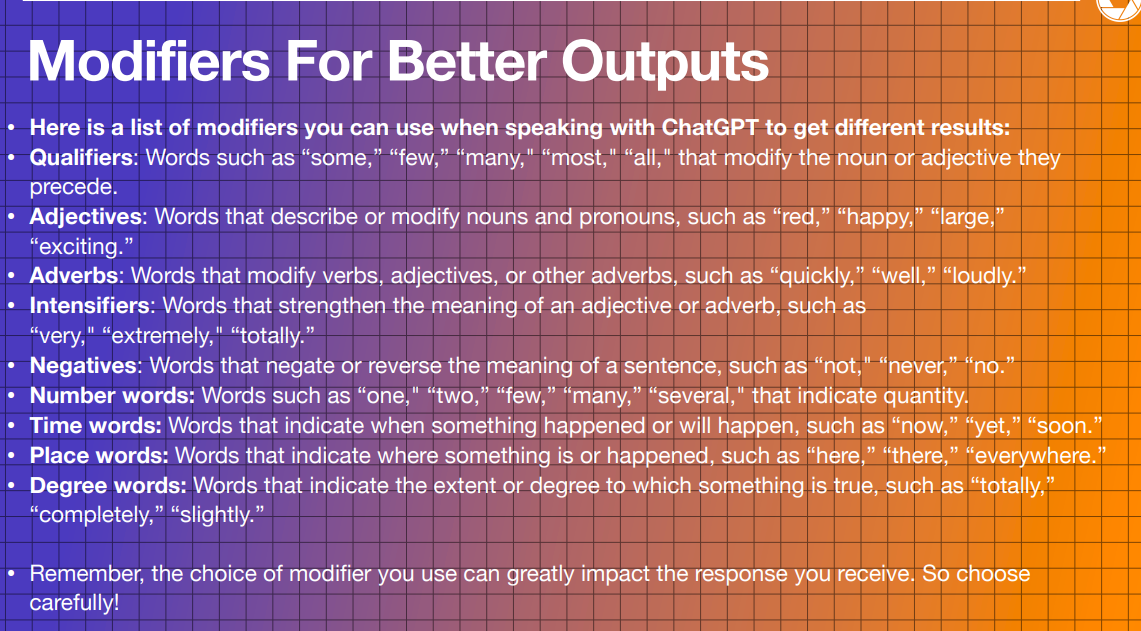 Modifiers For Better Outputs
• Here is a list of modifiers you can use when speaking with ChatGPT to get different results:
• Qualifiers: Words such as “some,” “few,” “many," “most," “all," that modify the noun or adjective they
precede.
• Adjectives: Words that describe or modify nouns and pronouns, such as “red,” “happy,” “large,”
“exciting.”
• Adverbs: Words that modify verbs, adjectives, or other adverbs, such as “quickly,” “well,” “loudly.”
• Intensifiers: Words that strengthen the meaning of an adjective or adverb, such as
“very," “extremely," “totally.”
• Negatives: Words that negate or reverse the meaning of a sentence, such as “not," “never,” “no.”
• Number words: Words such as “one," “two,” “few,” “many,” “several," that indicate quantity.
• Time words: Words that indicate when something happened or will happen, such as “now,” “yet,” “soon.”
• Place words: Words that indicate where something is or happened, such as “here,” “there,” “everywhere.”
• Degree words: Words that indicate the extent or degree to which something is true, such as “totally,”
“completely,” “slightly.”
• Remember, the choice of modifier you use can greatly impact the response you receive. So choose
carefully!